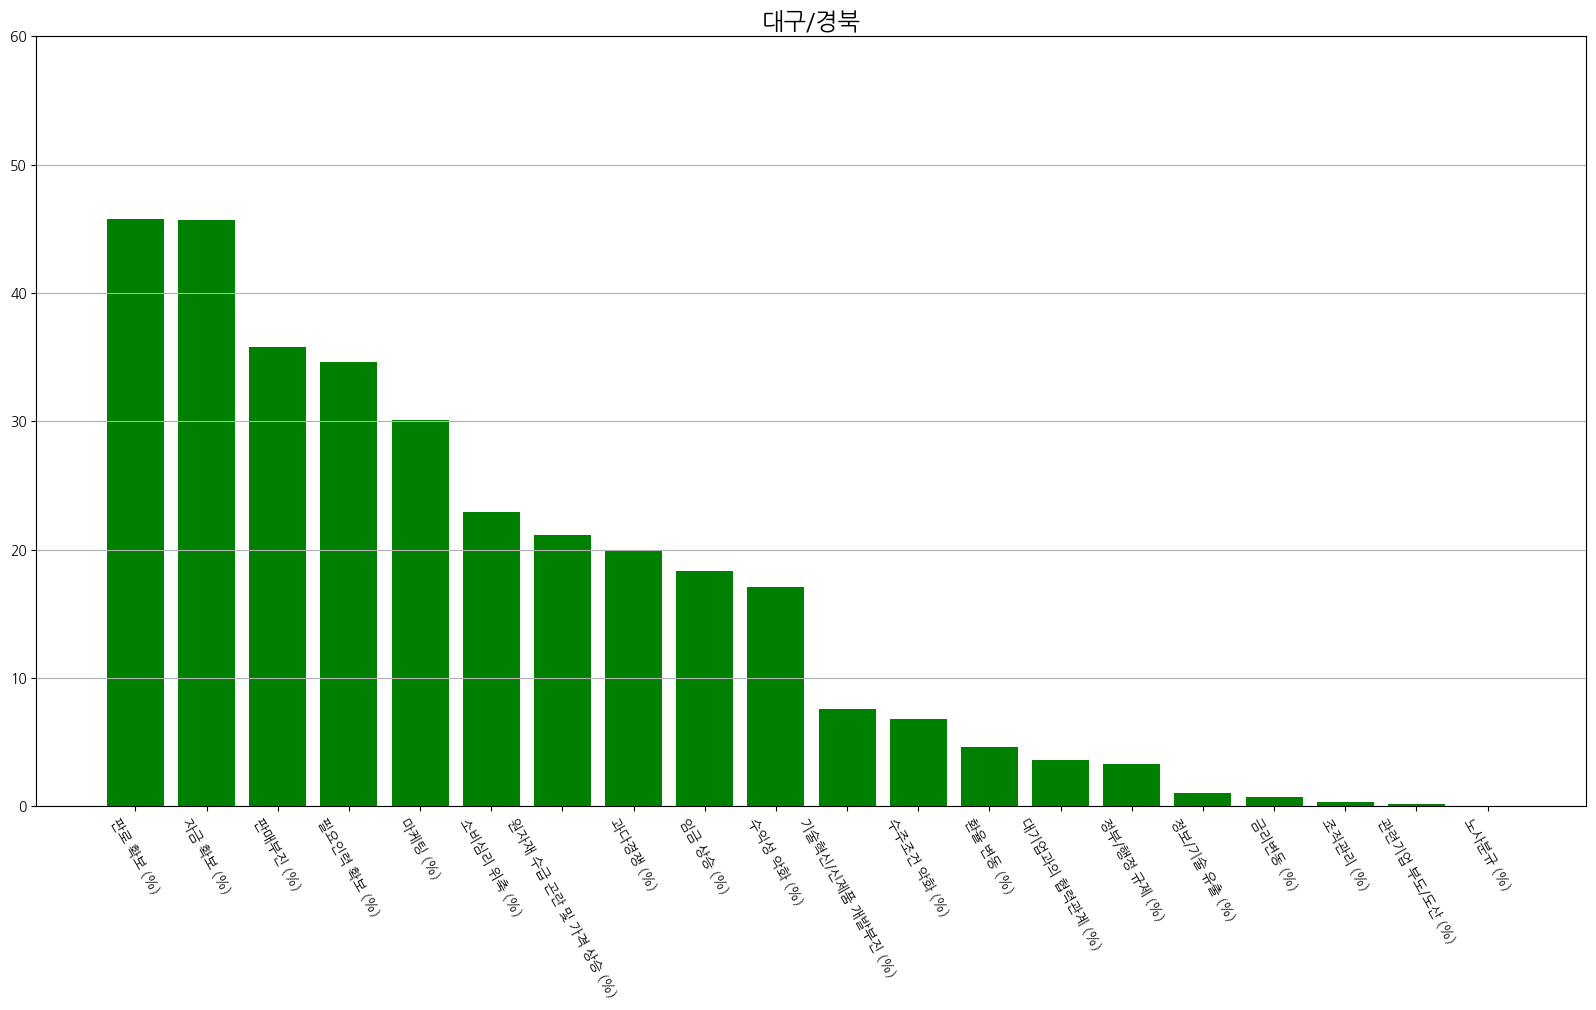 대구/경북
60
50
40
30
20
10
0
판로 확보 (%)
자금 확보 (%)
판매부진 (%)
필요인력 확보 (%)
마케팅 (%)
소비심리 위축 (%)
원자재 수급 곤란 및 가격 상승 (%)
과다경쟁 (%)
임금 상승 (%)
수익성 악화 (%)
기술혁신/신제품 개발부진 (%)
수주조건 악화 (%)
환율 변동 (%)
대기업과의 협력관계 (%)
정부/행정 규제 (%)
정보/기술 유출 (%)
금리변동 (%)
조직관리 (%)
관련기업 부도/도산 (%)
노사분규 (%)